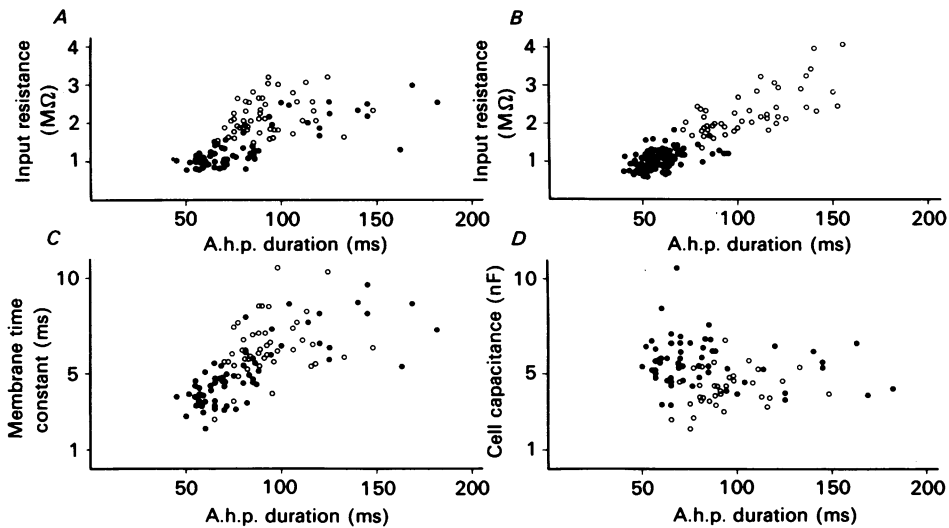 A
Input resistance
(MΩ)
4
3
2
1
50
100
150
200
A.h.p. duration (ms)
B
Input resistance
(MΩ)
4
3
2
1
50
100
150
200
A.h.p. duration (ms)
C
Membrane time
constant (ms)
10
5
1
50
100
150
200
A.h.p. duration (ms)
D
Cell capacitance (nF)
10
5
1
50
100
150
200
A.h.p. duration (ms)